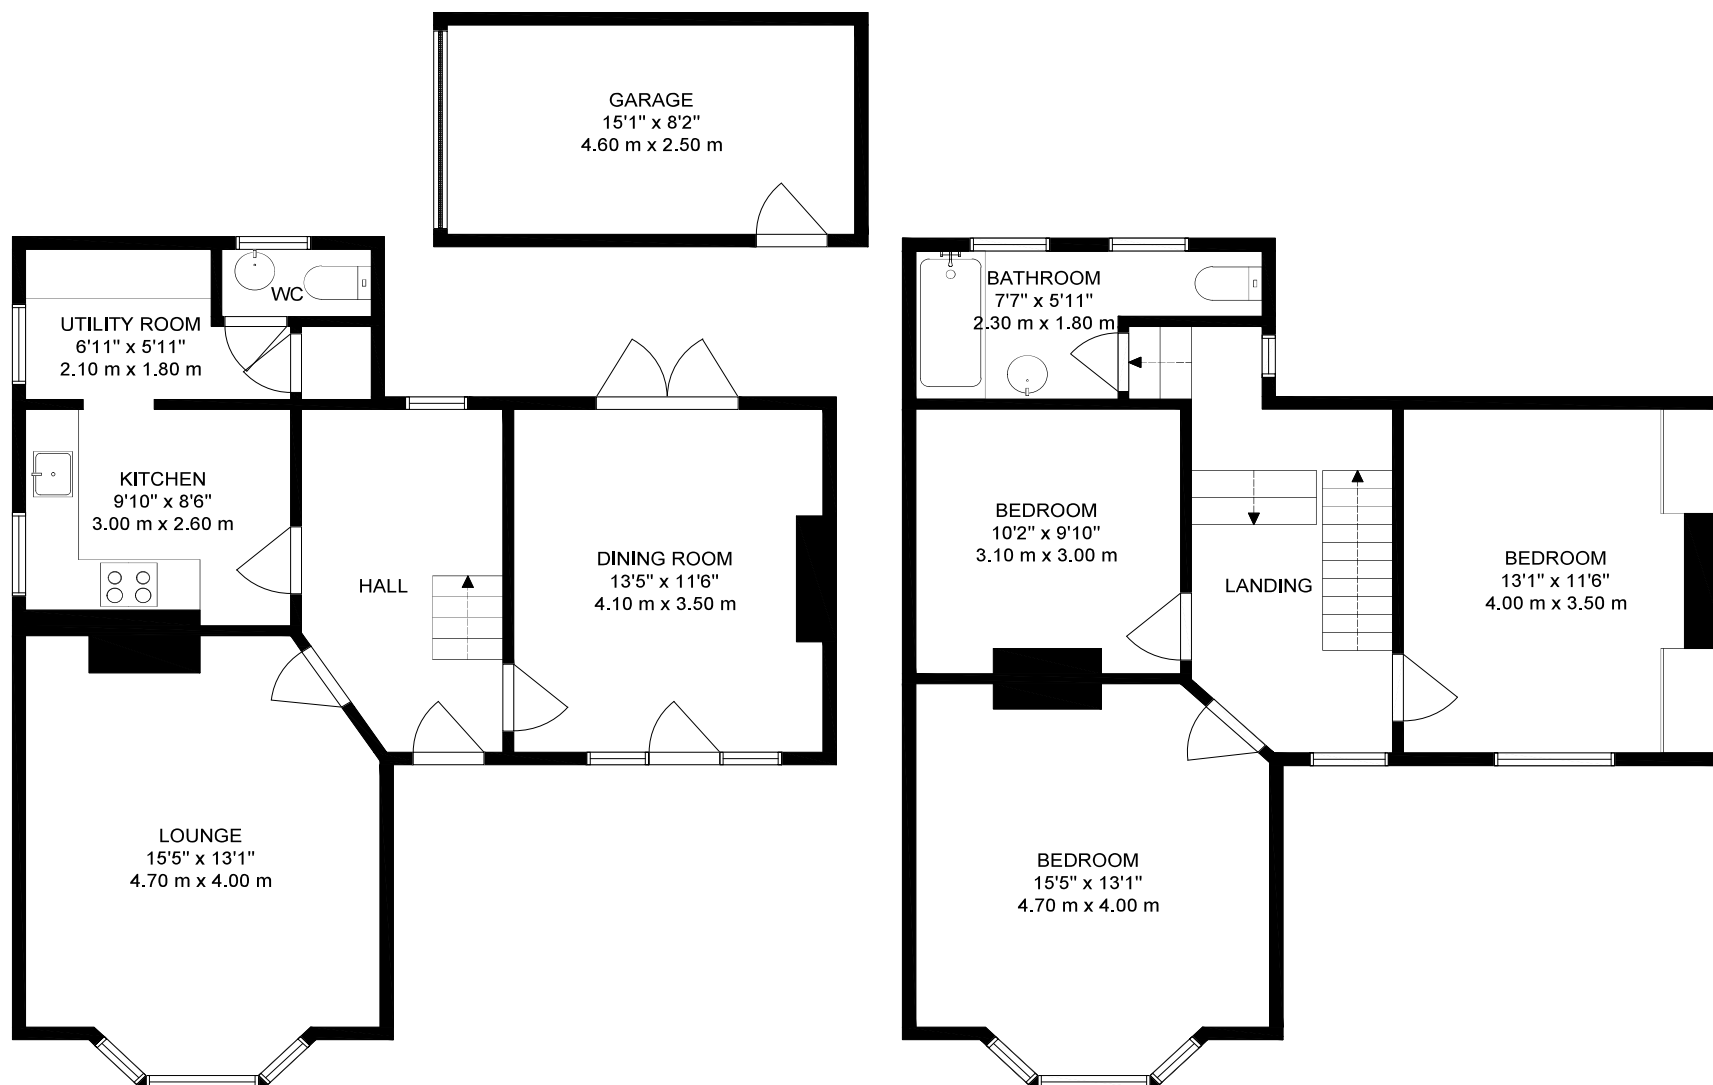 GARAGE
15'1" x 8'2"
4.60 m x 2.50 m
WC
UTILITY ROOM
6'11" x 5'11"
2.10 m x 1.80 m
KITCHEN
9'10" x 8'6"
3.00 m x 2.60 m
HALL
DINING ROOM
13'5" x 11'6"
4.10 m x 3.50 m
LOUNGE
15'5" x 13'1"
4.70 m x 4.00 m
BATHROOM
7'7" x 5'11"
2.30 m x 1.80 m
BEDROOM
10'2" x 9'10"
3.10 m x 3.00 m
LANDING
BEDROOM
13'1" x 11'6"
4.00 m x 3.50 m
BEDROOM
15'5" x 13'1"
4.70 m x 4.00 m